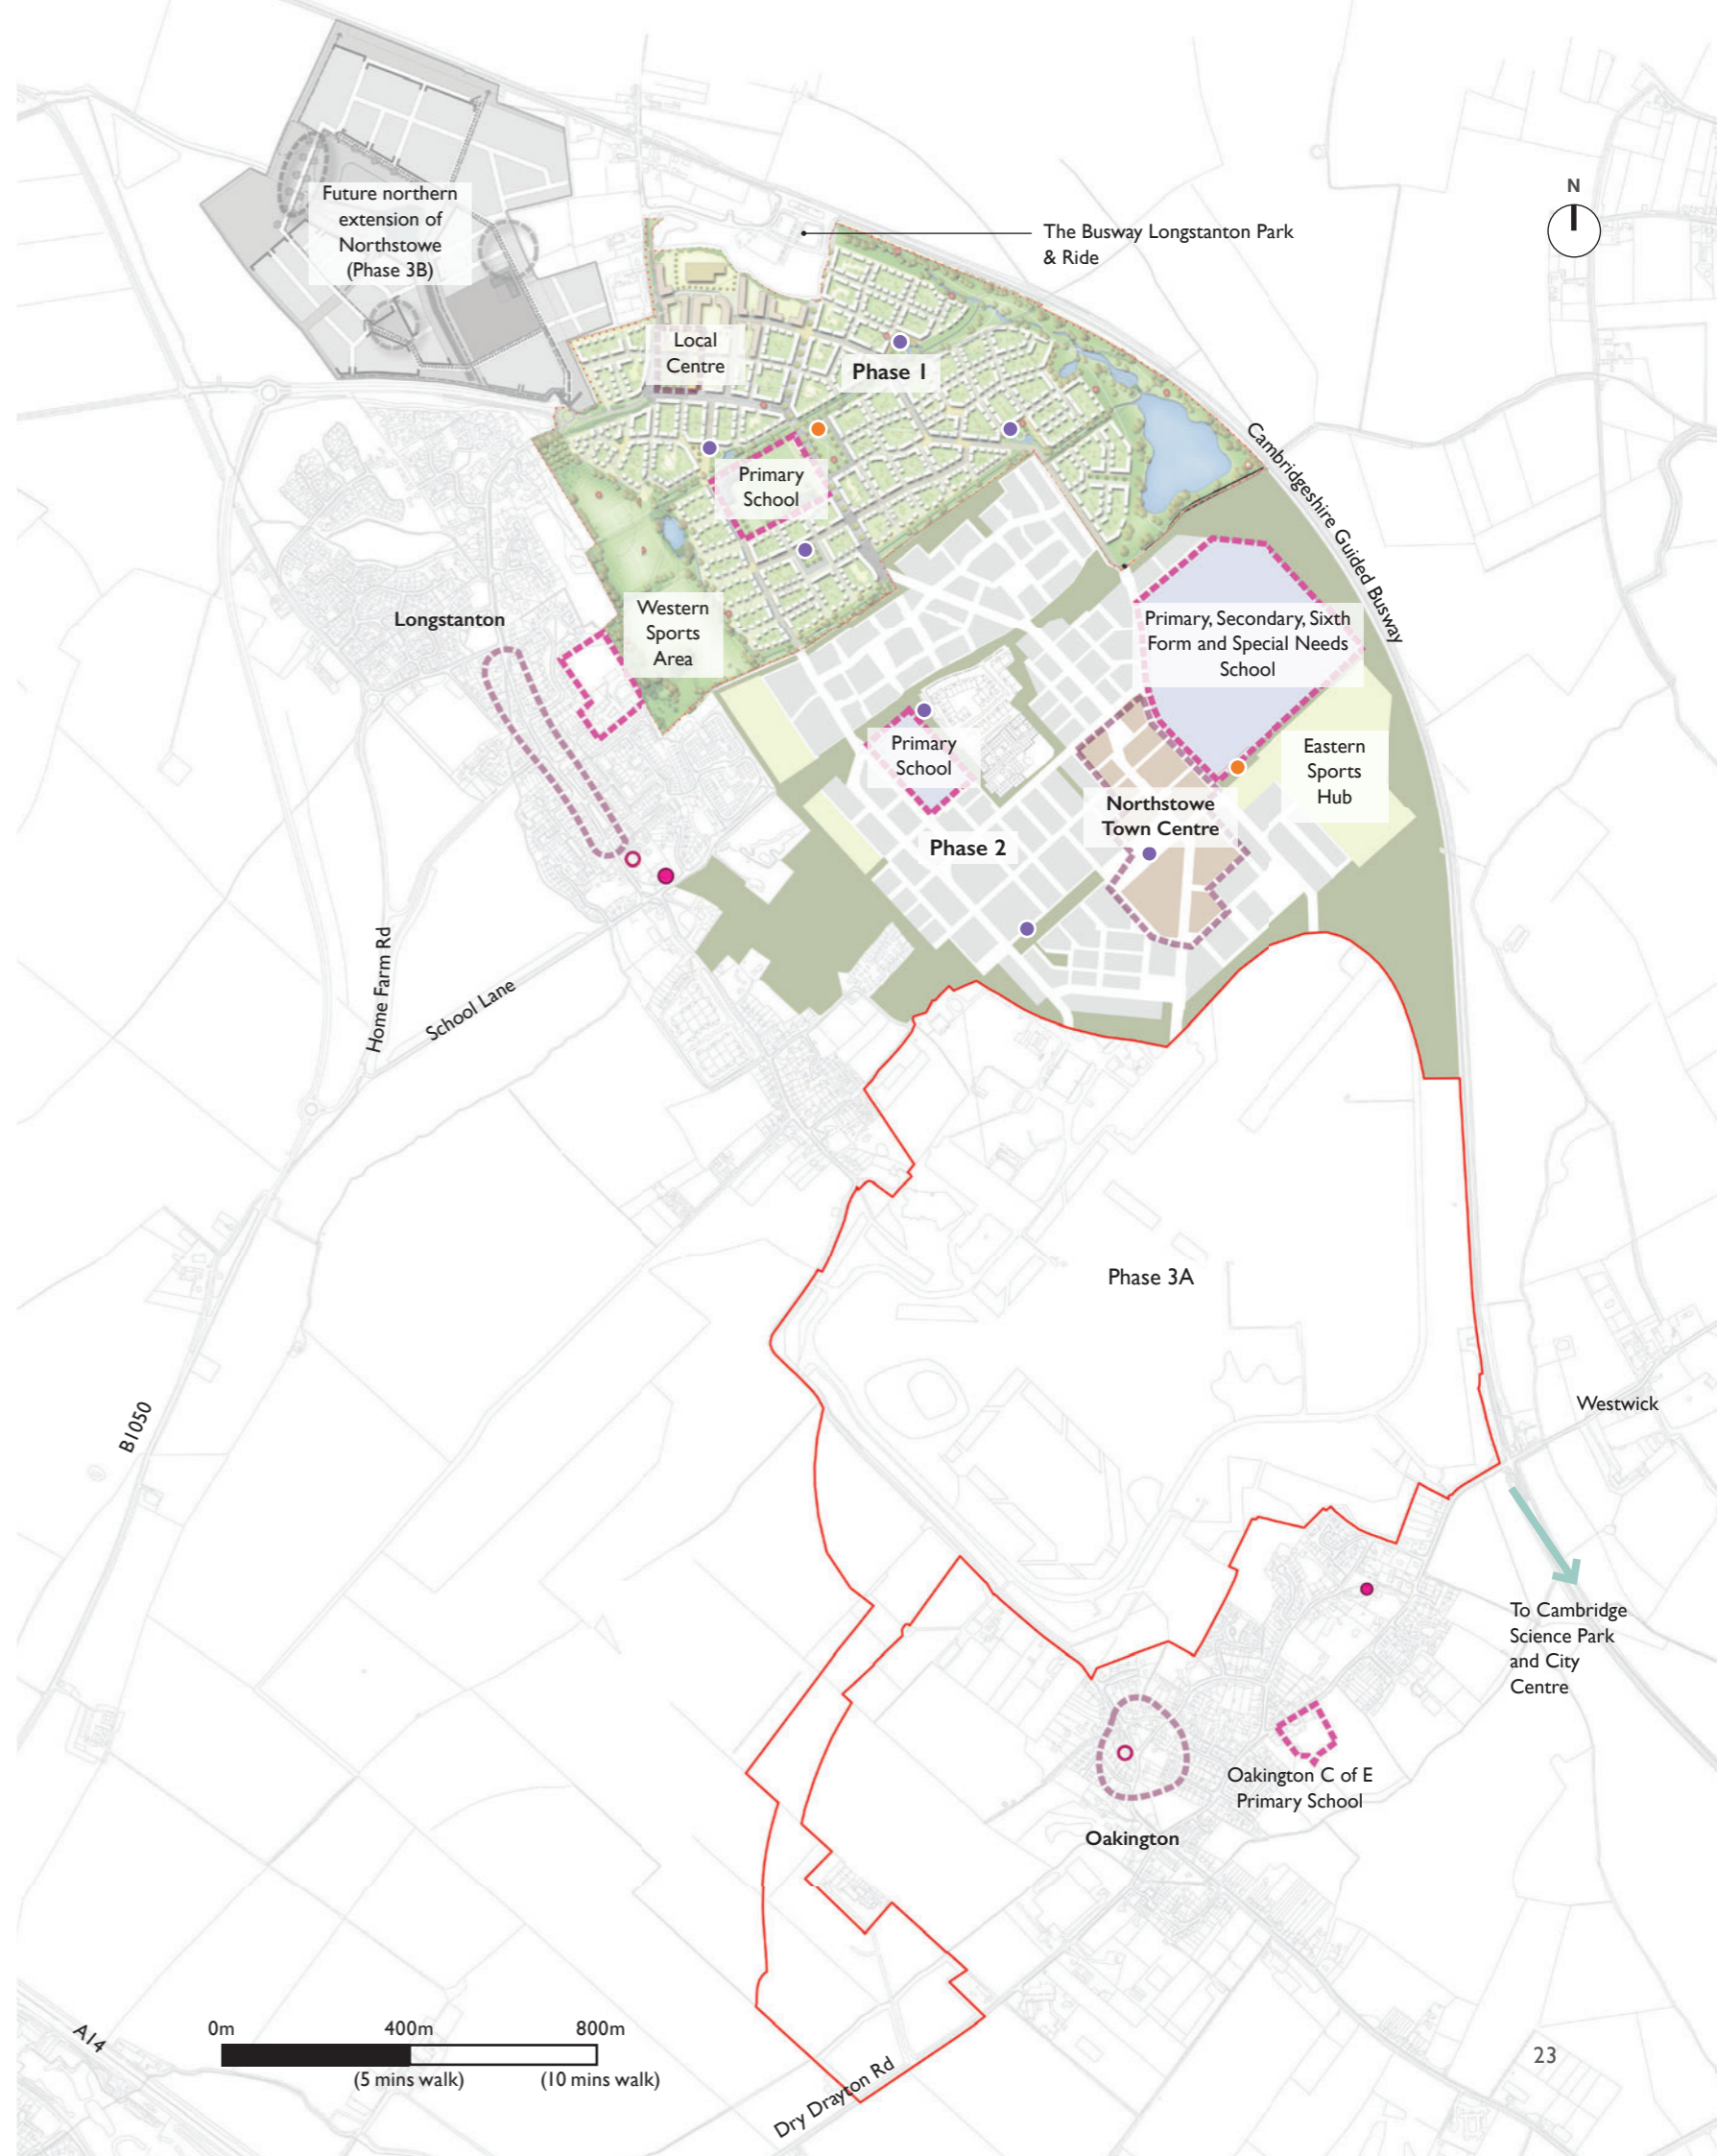 Future northern
extension of
Northstowe
(Phase 3B)
N
The Busway Longstanton Park
& Ride
Local
Centre
Phase 1
Cambridgeshire Guided Busway
Primary
School
Longstanton
Western
Sports
Area
Primary, Secondary, Sixth
Form and Special Needs
School
Primary
School
Eastern
Sports
Hub
Northstowe
Town Centre
Phase 2
Home Farm Rd
School Lane
Phase 3A
B1050
Westwick
To Cambridge
Science Park
and City
Centre
Oakington C of E
Primary School
Oakington
A14
0m
400m
800m
(5 mins walk)
(10 mins walk)
Dry Drayton Rd
23